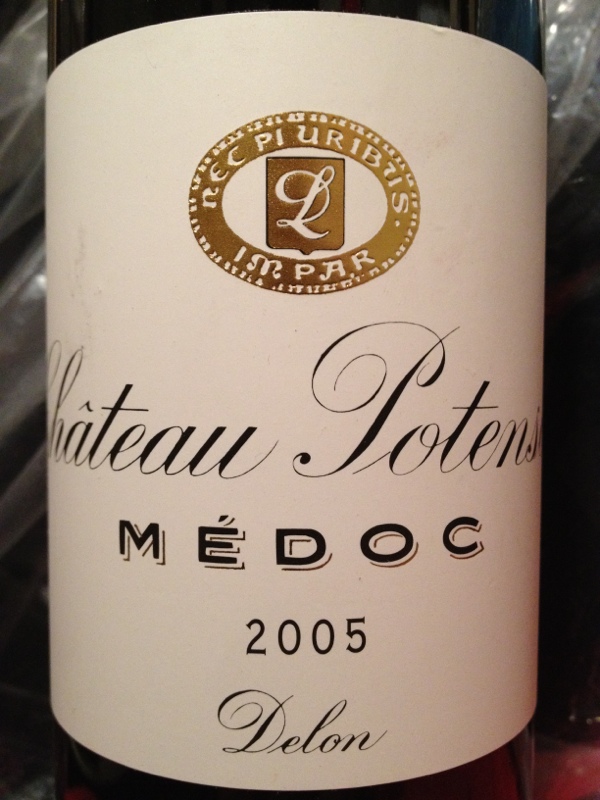 NEC PLURIBUS
L
IMPAR
Château Potens
MÉDOC
2005
Delon